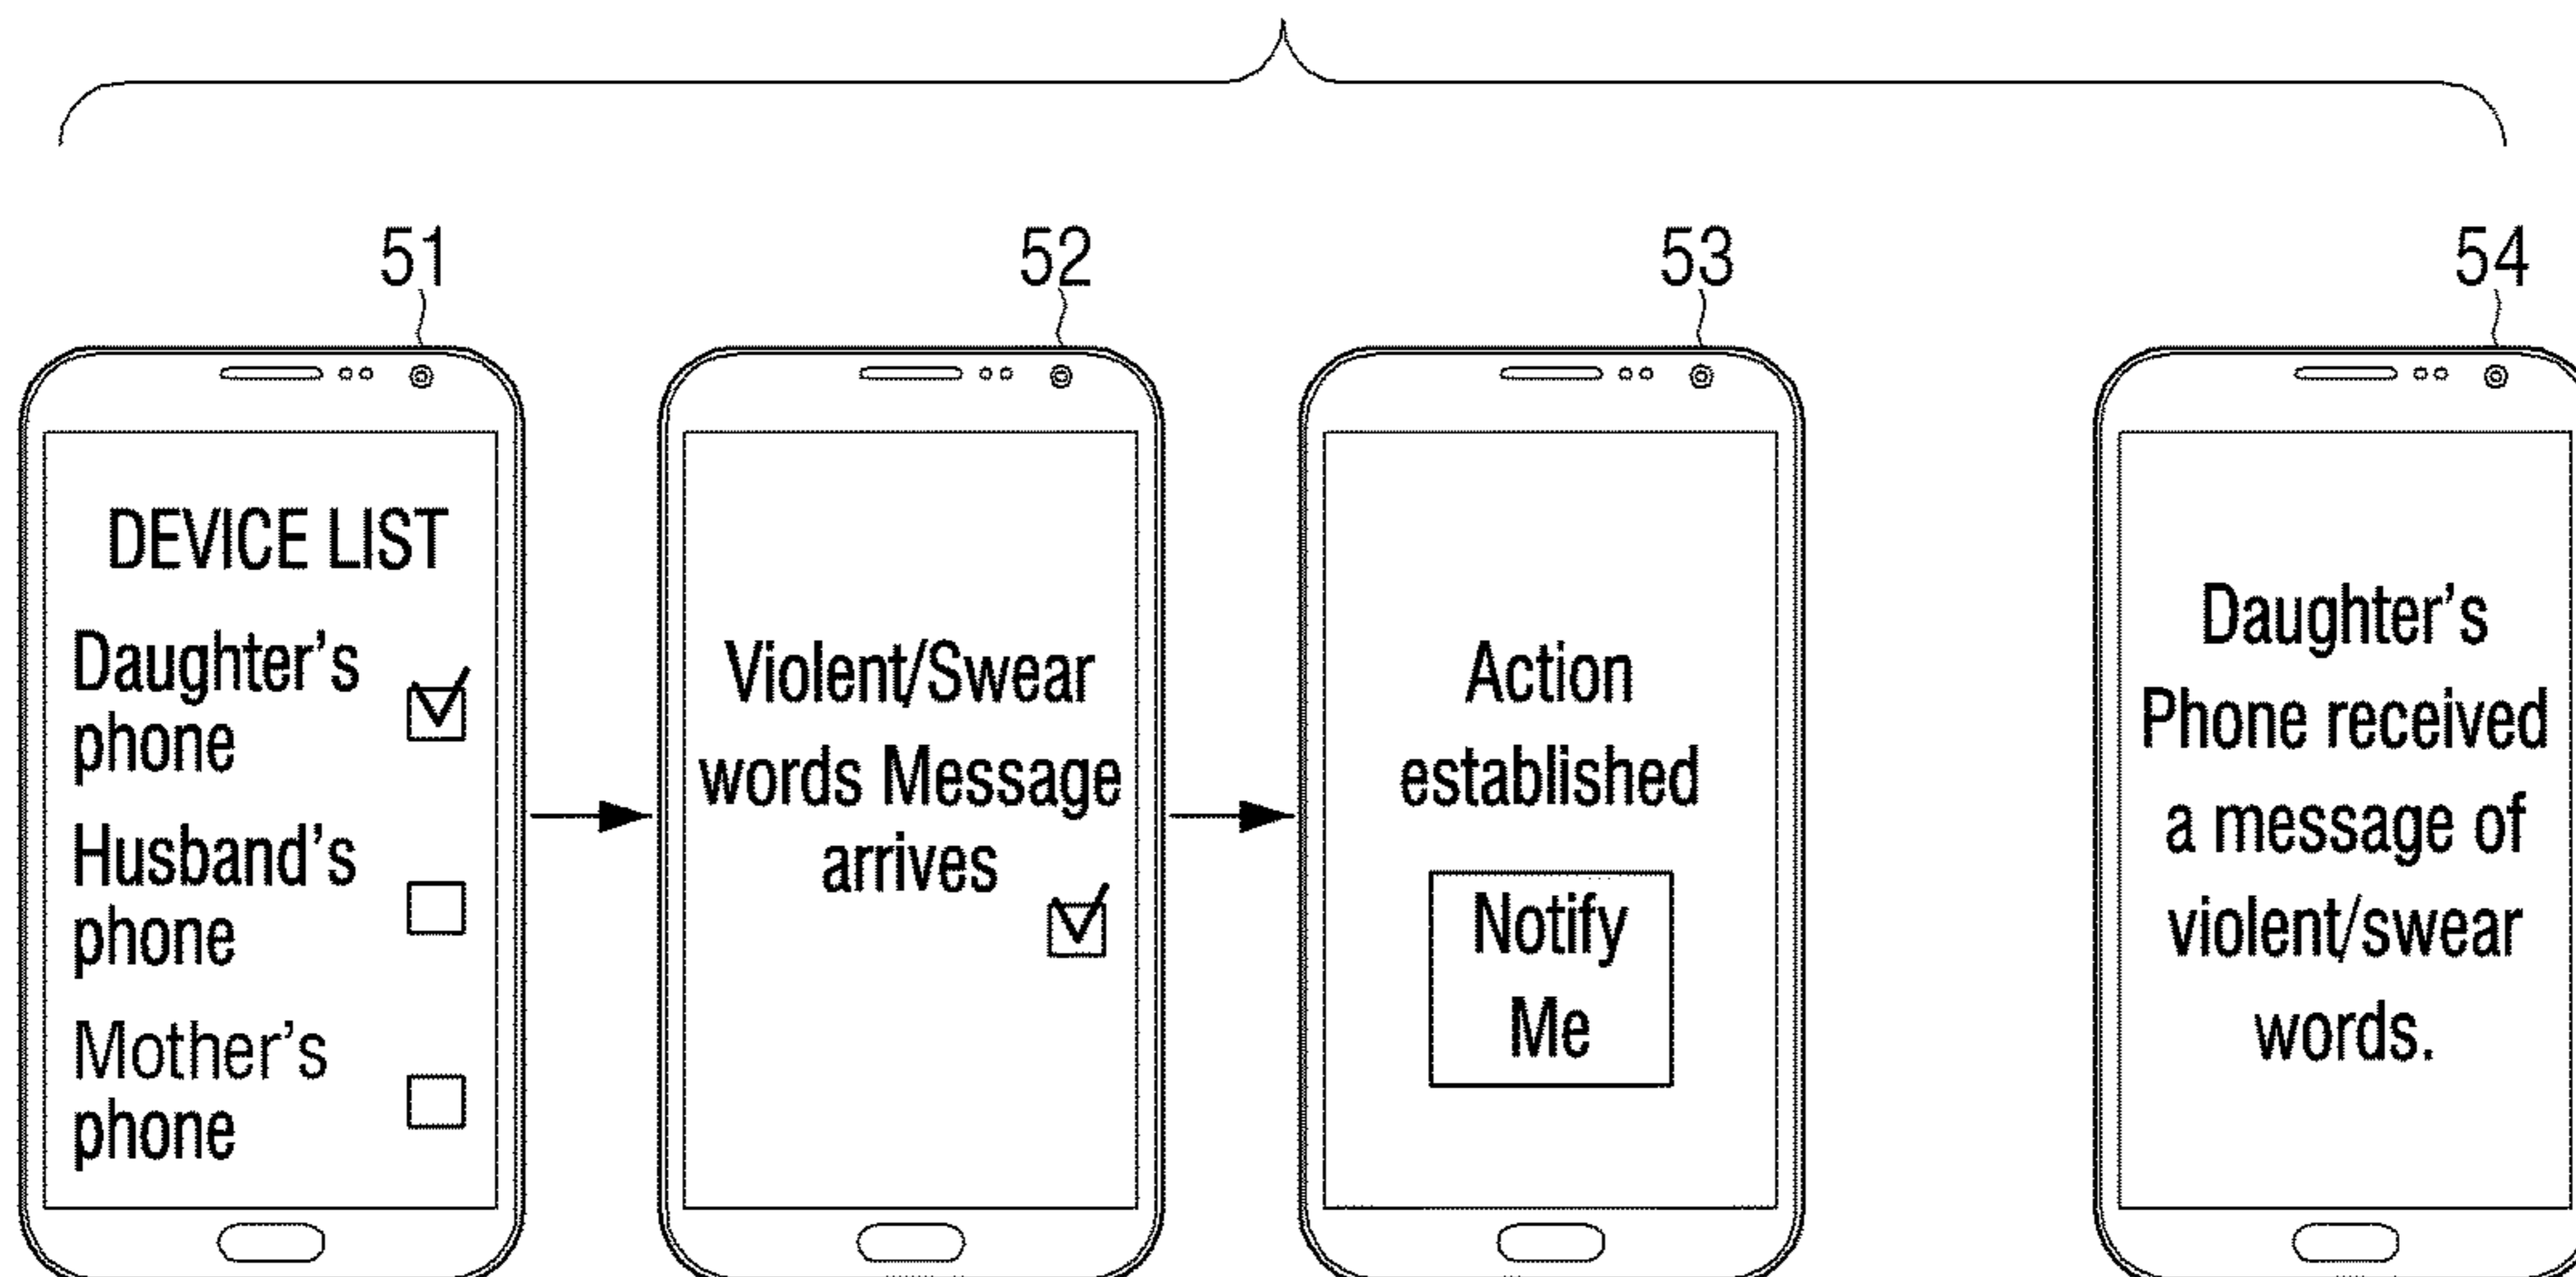 51
52
53
54
DEVICE LIST
Daughter's
phone
Husband's
phone
Mother's
phone
Violent/Swear
words Message
arrives
Action
established
Notify
Me
Daughter's
Phone received
a message of
violent/swear
words.